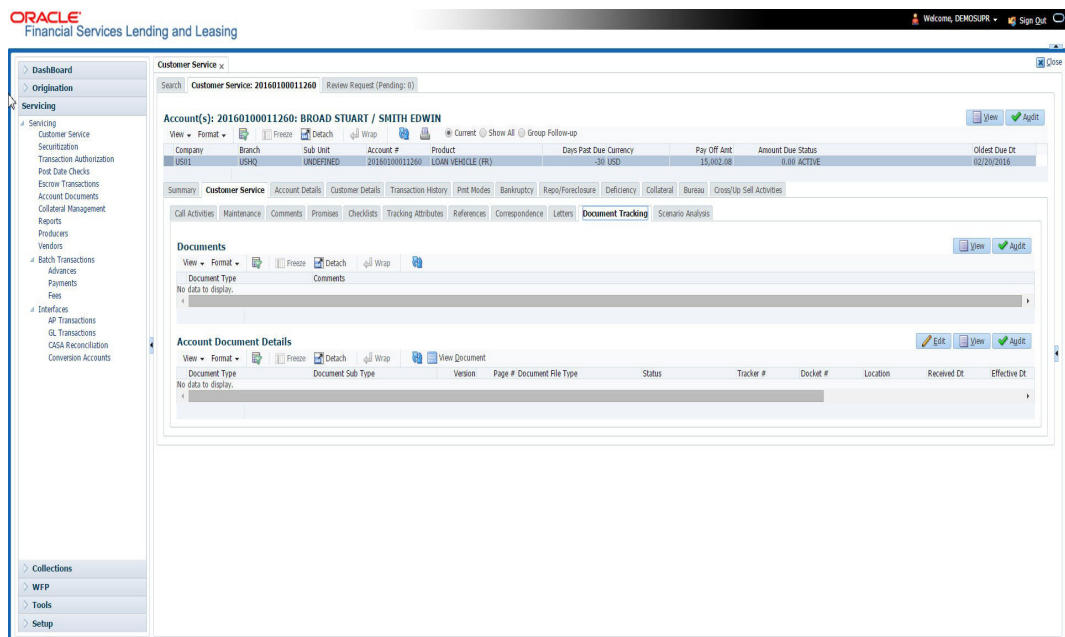 ORACLE
Financial Services Lending and Leasing
Welcome, DEMOSUPR
Sign Out
DashBoard
Origination
Servicing
Servicing
Customer Service
Securitization
Transaction Authorization
Post Date Checks
Escrow Transactions
Account Documents
Collateral Management
Reports
Producers
Vendors
Batch Transactions
Advances
Payments
Fees
Interfaces
AP Transactions
GL Transactions
CASA Reconciliation
Conversion Accounts
Collections
WFP
Tools
Setup
Customer Service x
Close
Search Customer Service: 20160100011260 Review Request (Pending: 0)
Account(s): 20160100011260: BROAD STUART / SMITH EDWIN
View Audit
View Format Freeze Detach Wrap Current Show All Group Follow-up
Company Branch Sub Unit Account # Product Days Past Due Currency Pay Off Amt Amount Due Status Oldest Due Dt
US01 USHQ UNDEFINED 20160100011260 LOAN VEHICLE (FR) -30 USD 15,002.08 0.00 ACTIVE 02/20/2016
Summary Customer Service Account Details Customer Details Transaction History Pmt Modes Bankruptcy Repo/Foreclosure Deficiency Collateral Bureau Cross/Up Sell Activities
Call Activities Maintenance Comments Promises Checklists Tracking Attributes References Correspondence Letters Document Tracking Scenario Analysis
Documents
View Audit
View Format Freeze Detach Wrap
Document Type Comments
No data to display.
Account Document Details
Edit View Audit
View Format Freeze Detach Wrap View Document
Document Type Document Sub Type Version Page # Document File Type Status Tracker # Docket # Location Received Dt Effective Dt
No data to display.